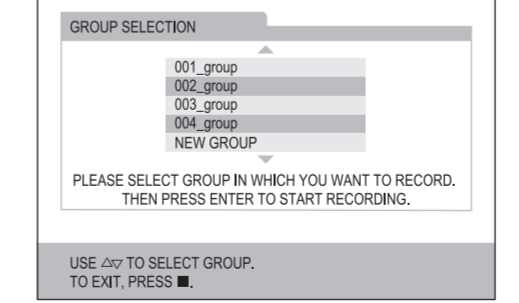 GROUP SELECTION
001_group
002_group
003_group
004_group
NEW GROUP
PLEASE SELECT GROUP IN WHICH YOU WANT TO RECORD.
THEN PRESS ENTER TO START RECORDING.
USE △▽ TO SELECT GROUP.
TO EXIT, PRESS ■.